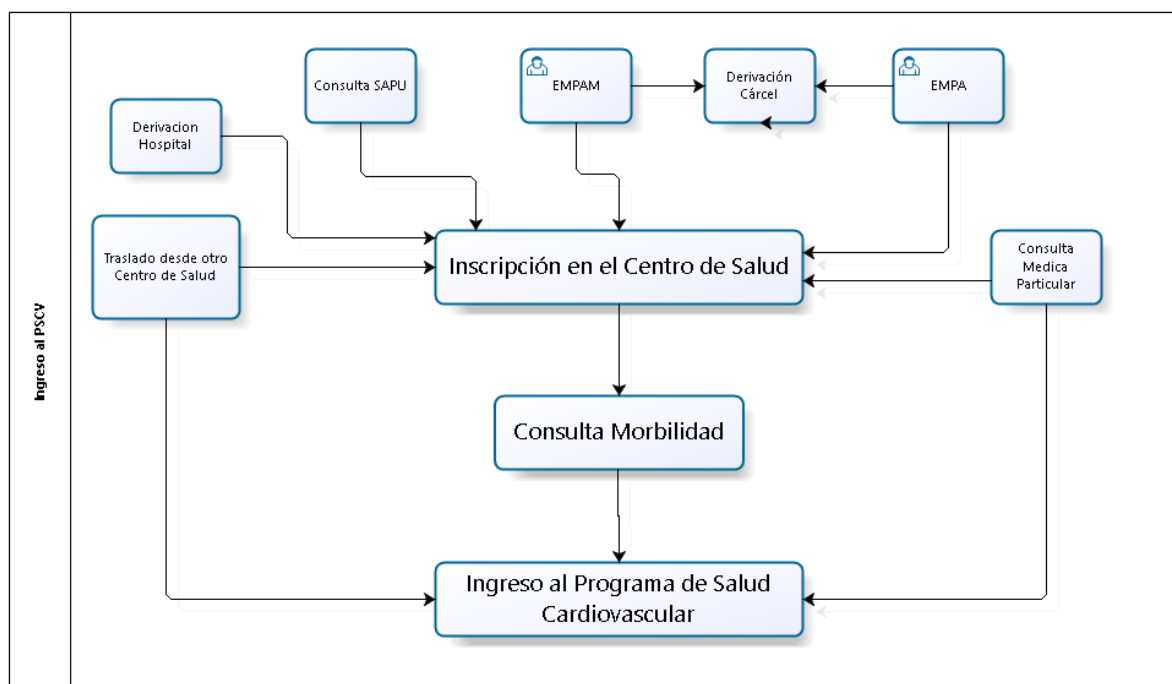 Ingreso al PSCV
Consulta SAPU
EMPAM
Derivación
Cárcel
EMPA
Derivacion
Hospital
Traslado desde otro
Centro de Salud
Inscripción en el Centro de Salud
Consulta
Medica
Particular
Consulta Morbilidad
Ingreso al Programa de Salud
Cardiovascular